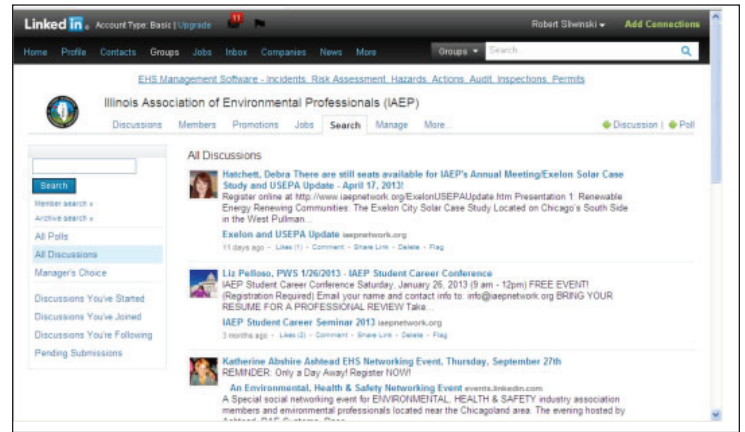 Linked in® Account Type: Basic | Upgrade
Robert Sliwinski Add Connections
Home Profile Contacts Groups Jobs Inbox Companies News More Groups Search...
EHS Management Software - Incidents, Risk Assessment, Hazards, Actions, Audit, Inspections, Permits
Illinois Association of Environmental Professionals (IAEP)
Discussions Members Promotions Jobs Search Manage More... Discussion | Poll
Search
Member search »
Archive search »
All Polls
All Discussions
Manager's Choice
Discussions You've Started
Discussions You've Joined
Discussions You're Following
Pending Submissions
All Discussions
Hatchett, Debra There are still seats available for IAEP's Annual Meeting/Exelon Solar Case
Study and USEPA Update - April 17, 2013!
Register online at http://www.iaepnetwork.org/ExelonUSEPAUpdate.htm Presentation 1: Renewable
Energy Renewing Communities: The Exelon City Solar Case Study Located on Chicago's South Side
in the West Pullman...
Exelon and USEPA Update iaepnetwork.org
11 days ago - Likes (1) - Comment - Share Link - Delete - Flag
Liz Pelloso, PWS 1/26/2013 - IAEP Student Career Conference
IAEP Student Career Conference Saturday, January 26, 2013 (9 am - 12pm) FREE EVENT!
(Registration Required) Email your name and contact info to: info@iaepnetwork.org BRING YOUR
RESUME FOR A PROFESSIONAL REVIEW Take...
IAEP Student Career Seminar 2013 iaepnetwork.org
3 months ago - Likes (2) - Comment - Share Link - Delete - Flag
Katherine Abshire Ashtead EHS Networking Event, Thursday, September 27th
REMINDER: Only a Day Away! Register NOW!
An Environmental, Health & Safety Networking Event events.linkedin.com
A Special social networking event for ENVIRONMENTAL, HEALTH & SAFETY industry association
members and environmental professionals located near the Chicagoland area. The evening hosted by